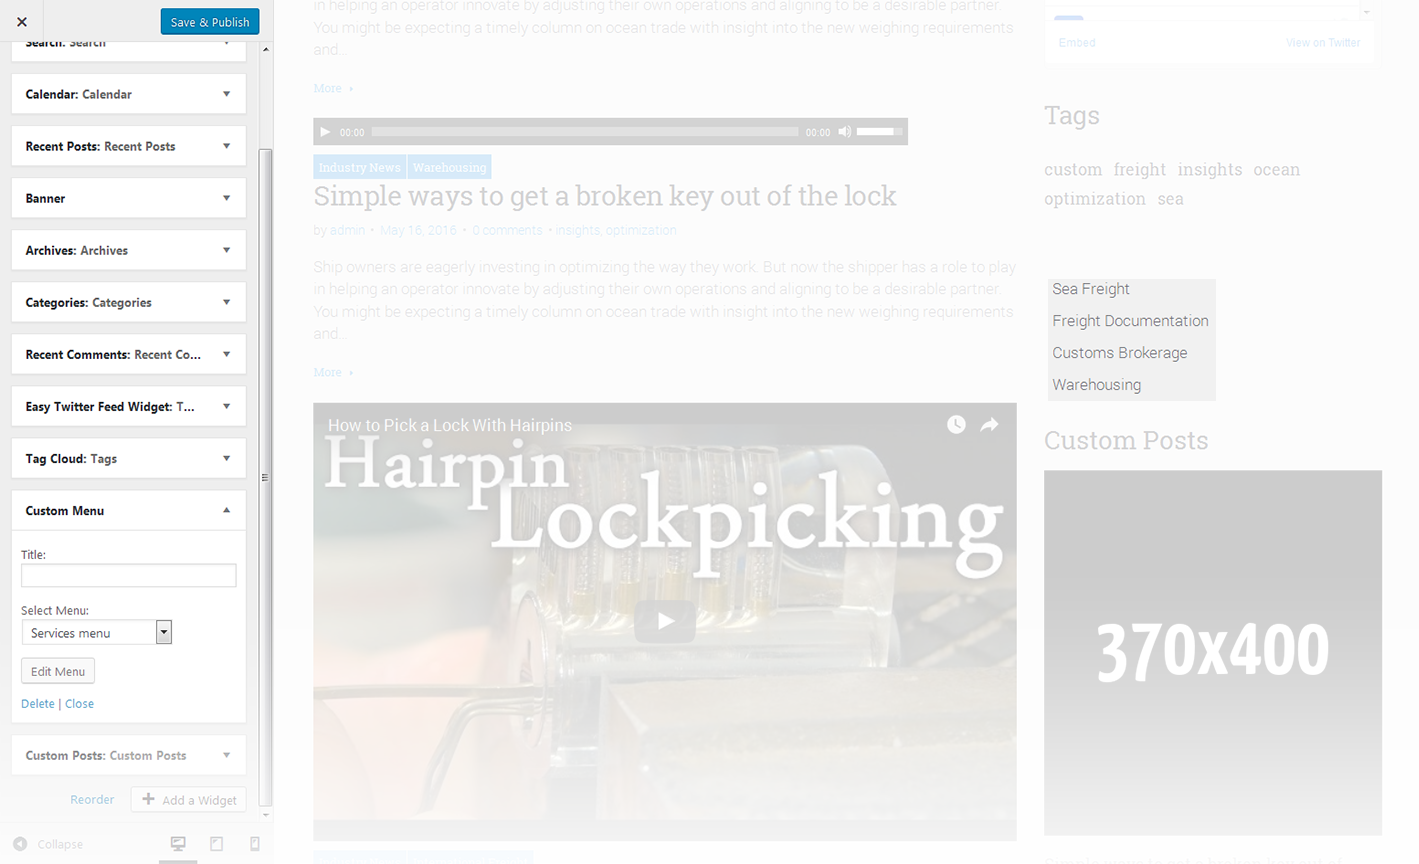 Save & Publish
Search: Search
Calendar: Calendar
Recent Posts: Recent Posts
Banner
Archives: Archives
Categories: Categories
Recent Comments: Recent Co...
Easy Twitter Feed Widget: T...
Tag Cloud: Tags
Custom Menu
Title:
Select Menu:
Services menu
Edit Menu
Delete | Close
Custom Posts: Custom Posts
Reorder
Add a Widget
Collapse
in helping an operator innovate by adjusting their own operations and aligning to be a desirable partner.
You might be expecting a timely column on ocean trade with insight into the new weighing requirements
and..
More
00:00 00:00
Industry News Warehousing
Simple ways to get a broken key out of the lock
by admin • May 16, 2016 • 0 comments • insights, optimization
Ship owners are eagerly investing in optimizing the way they work. But now the shipper has a role to play
in helping an operator innovate by adjusting their own operations and aligning to be a desirable partner.
You might be expecting a timely column on ocean trade with insight into the new weighing requirements
and..
More
How to Pick a Lock With Hairpins
Hairpin
Lockpicking
Embed View on Twitter
Tags
custom freight insights ocean
optimization sea
Sea Freight
Freight Documentation
Customs Brokerage
Warehousing
Custom Posts
370x400
Simple ways to get a broken key out of